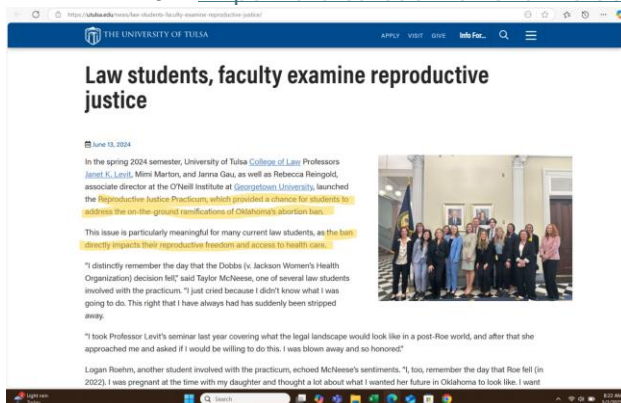 https://utulsa.edu/news/law-students-faculty-examine-reproductive-justice/
THE UNIVERSITY OF TULSA
APPLY VISIT GIVE Info For...
Law students, faculty examine reproductive
justice
June 13, 2024
In the spring 2024 semester, University of Tulsa College of Law Professors
Janet K. Levit, Mimi Marton, and Janna Gau, as well as Rebecca Reingold,
associate director at the O'Neill Institute at Georgetown University, launched
the Reproductive Justice Practicum, which provided a chance for students to
address the on-the-ground ramifications of Oklahoma's abortion ban.
This issue is particularly meaningful for many current law students, as the ban
directly impacts their reproductive freedom and access to health care.
"I distinctly remember the day that the Dobbs (v. Jackson Women's Health
Organization) decision fell," said Taylor McNeese, one of several law students
involved with the practicum. "I just cried because I didn't know what I was
going to do. This right that I have always had has suddenly been stripped
away.
"I took Professor Levit's seminar last year covering what the legal landscape would look like in a post-Roe world, and after that she
approached me and asked if I would be willing to do this. I was blown away and so honored."
Logan Roehm, another student involved with the practicum, echoed McNeese's sentiments. "I, too, remember the day that Roe fell (in
2022). I was pregnant at the time with my daughter and thought a lot about what I wanted her future in Oklahoma to look like. I want
Light rain
Search
8:22 AM